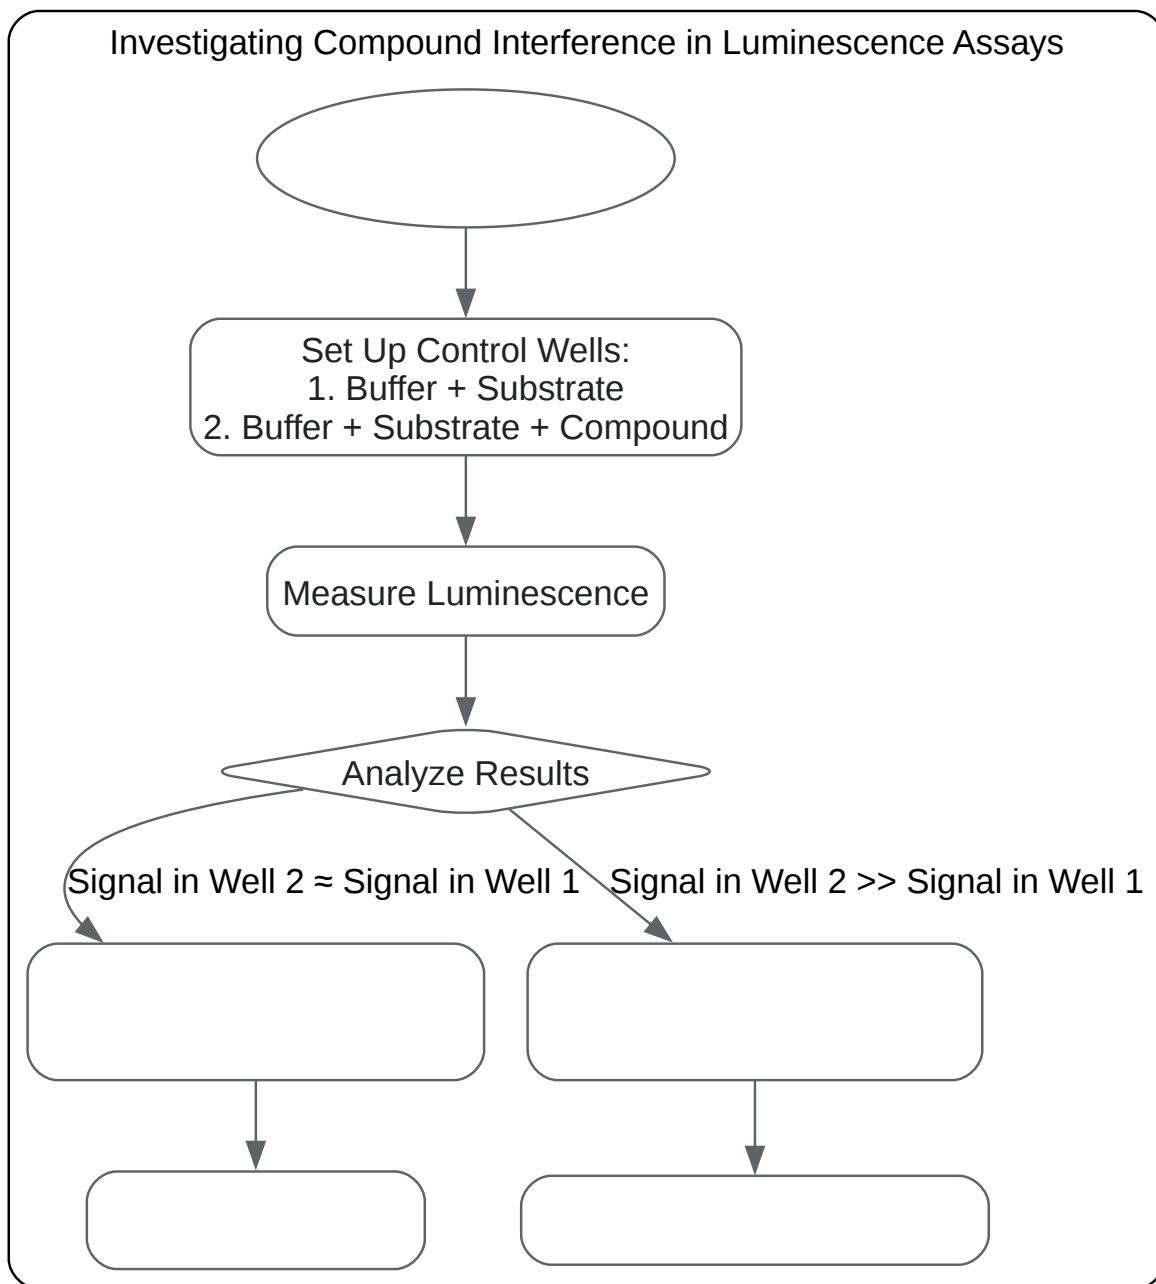 Investigating Compound Interference in Luminescence Assays
Set Up Control Wells:
1. Buffer + Substrate
2. Buffer + Substrate + Compound
Measure Luminescence
Analyze Results
Signal in Well 2 ≈ Signal in Well 1
Signal in Well 2 >> Signal in Well 1